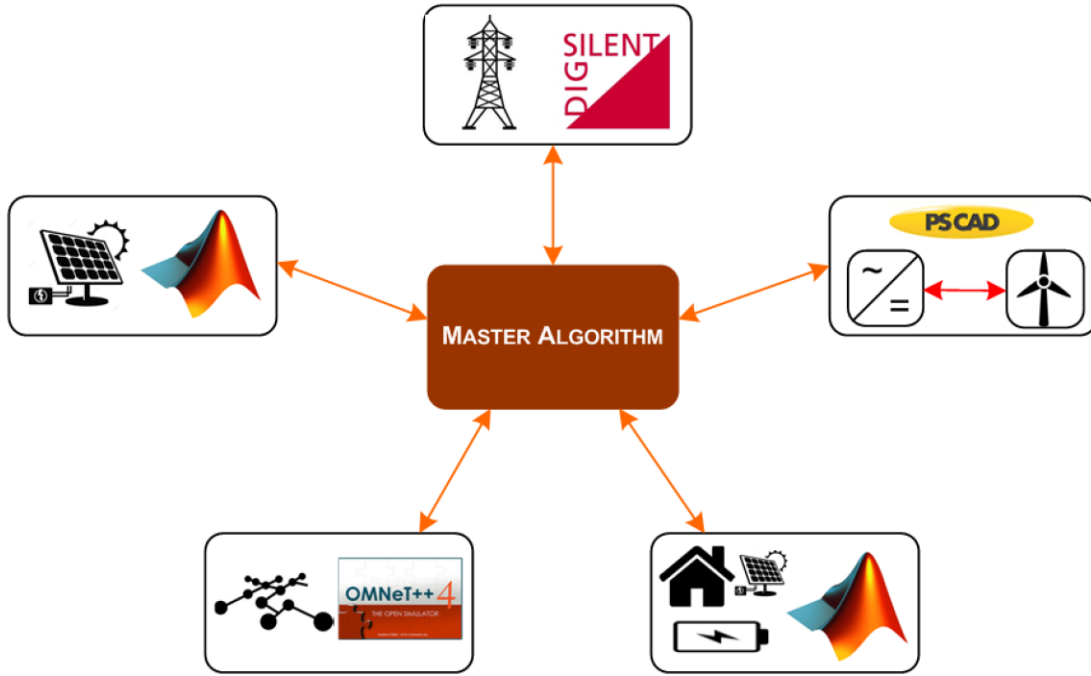 SILENT
DIG
PSCAD
~
=
MASTER ALGORITHM
OMNeT++ 4
THE OPEN SIMULATOR